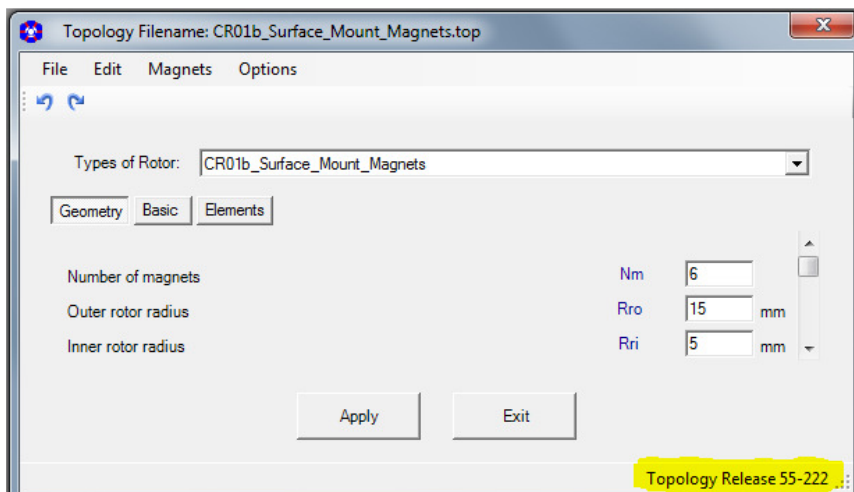 Topology Filename: CR01b_Surface_Mount_Magnets.top
File Edit Magnets Options
Types of Rotor: CR01b_Surface_Mount_Magnets
Geometry Basic Elements
Number of magnets Nm 6
Outer rotor radius Rro 15 mm
Inner rotor radius Rri 5 mm
Apply Exit
Topology Release 55-222